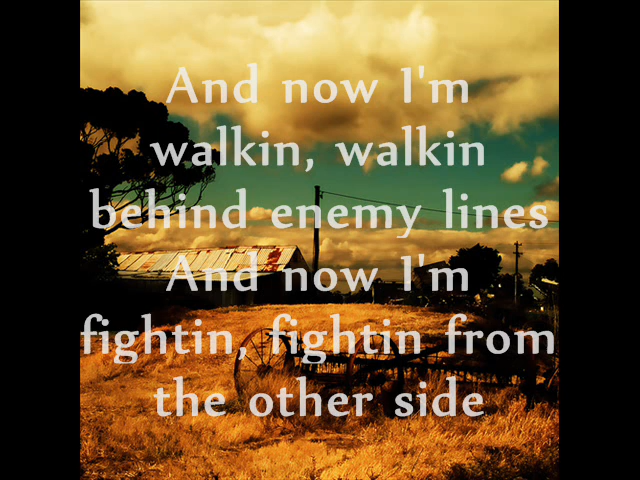 And now I'm
walkin, walkin
behind enemy lines
And now I'm
fightin, fightin from
the other side